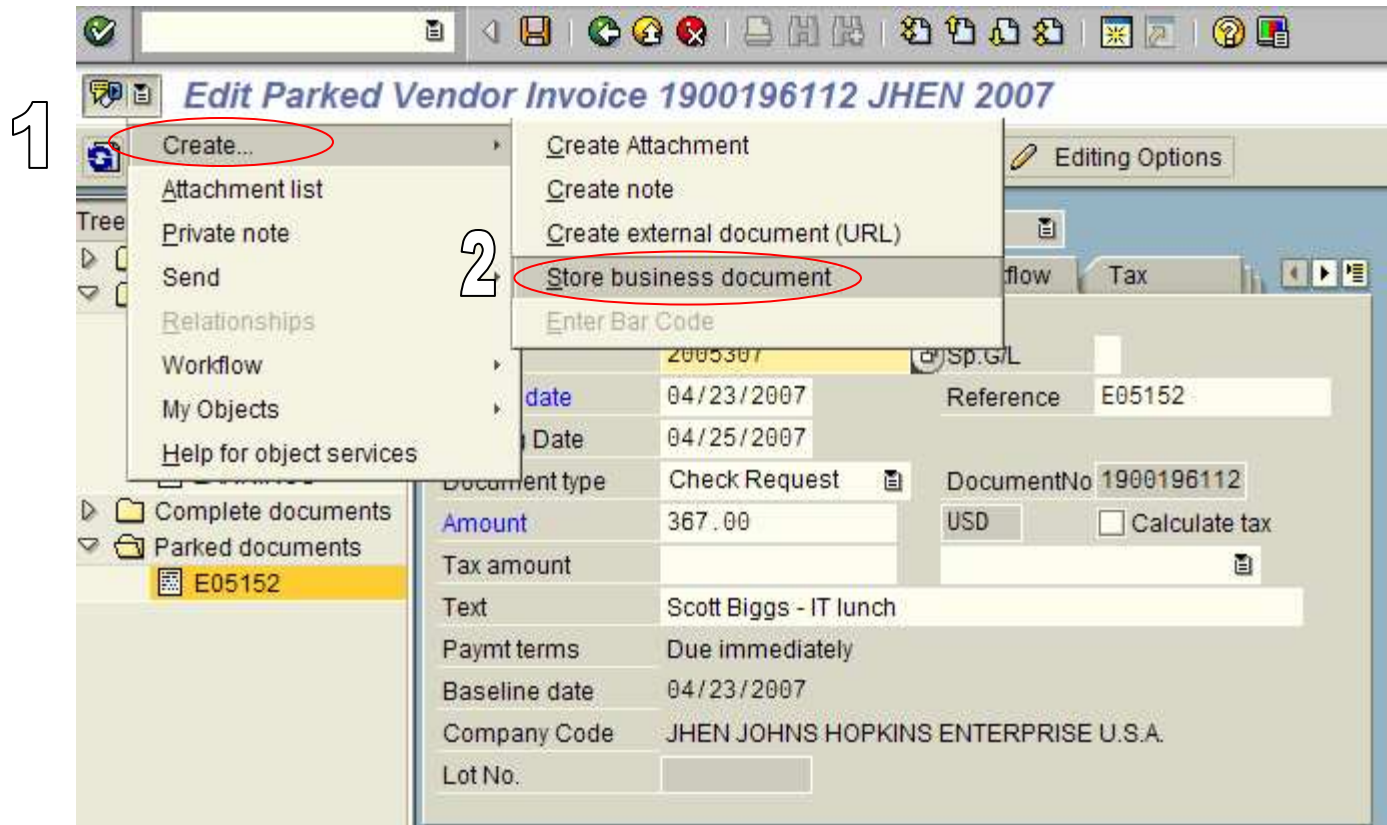 Edit Parked Vendor Invoice 1900196112 JHEN 2007
1
Create...
Attachment list
Private note
Send
Relationships
Workflow
My Objects
Help for object services
2
Create Attachment
Create note
Create external document (URL)
Store business document
Enter Bar Code
Editing Options
Tree
flow
Tax
2005307
Sp.G/L
date 04/23/2007
Reference E05152
Date 04/25/2007
Document type Check Request
DocumentNo 1900196112
Amount 367.00
USD
Calculate tax
Tax amount
Text Scott Biggs - IT lunch
Paymt terms Due immediately
Baseline date 04/23/2007
Company Code JHEN JOHNS HOPKINS ENTERPRISE U.S.A.
Lot No.
Complete documents
Parked documents
E05152